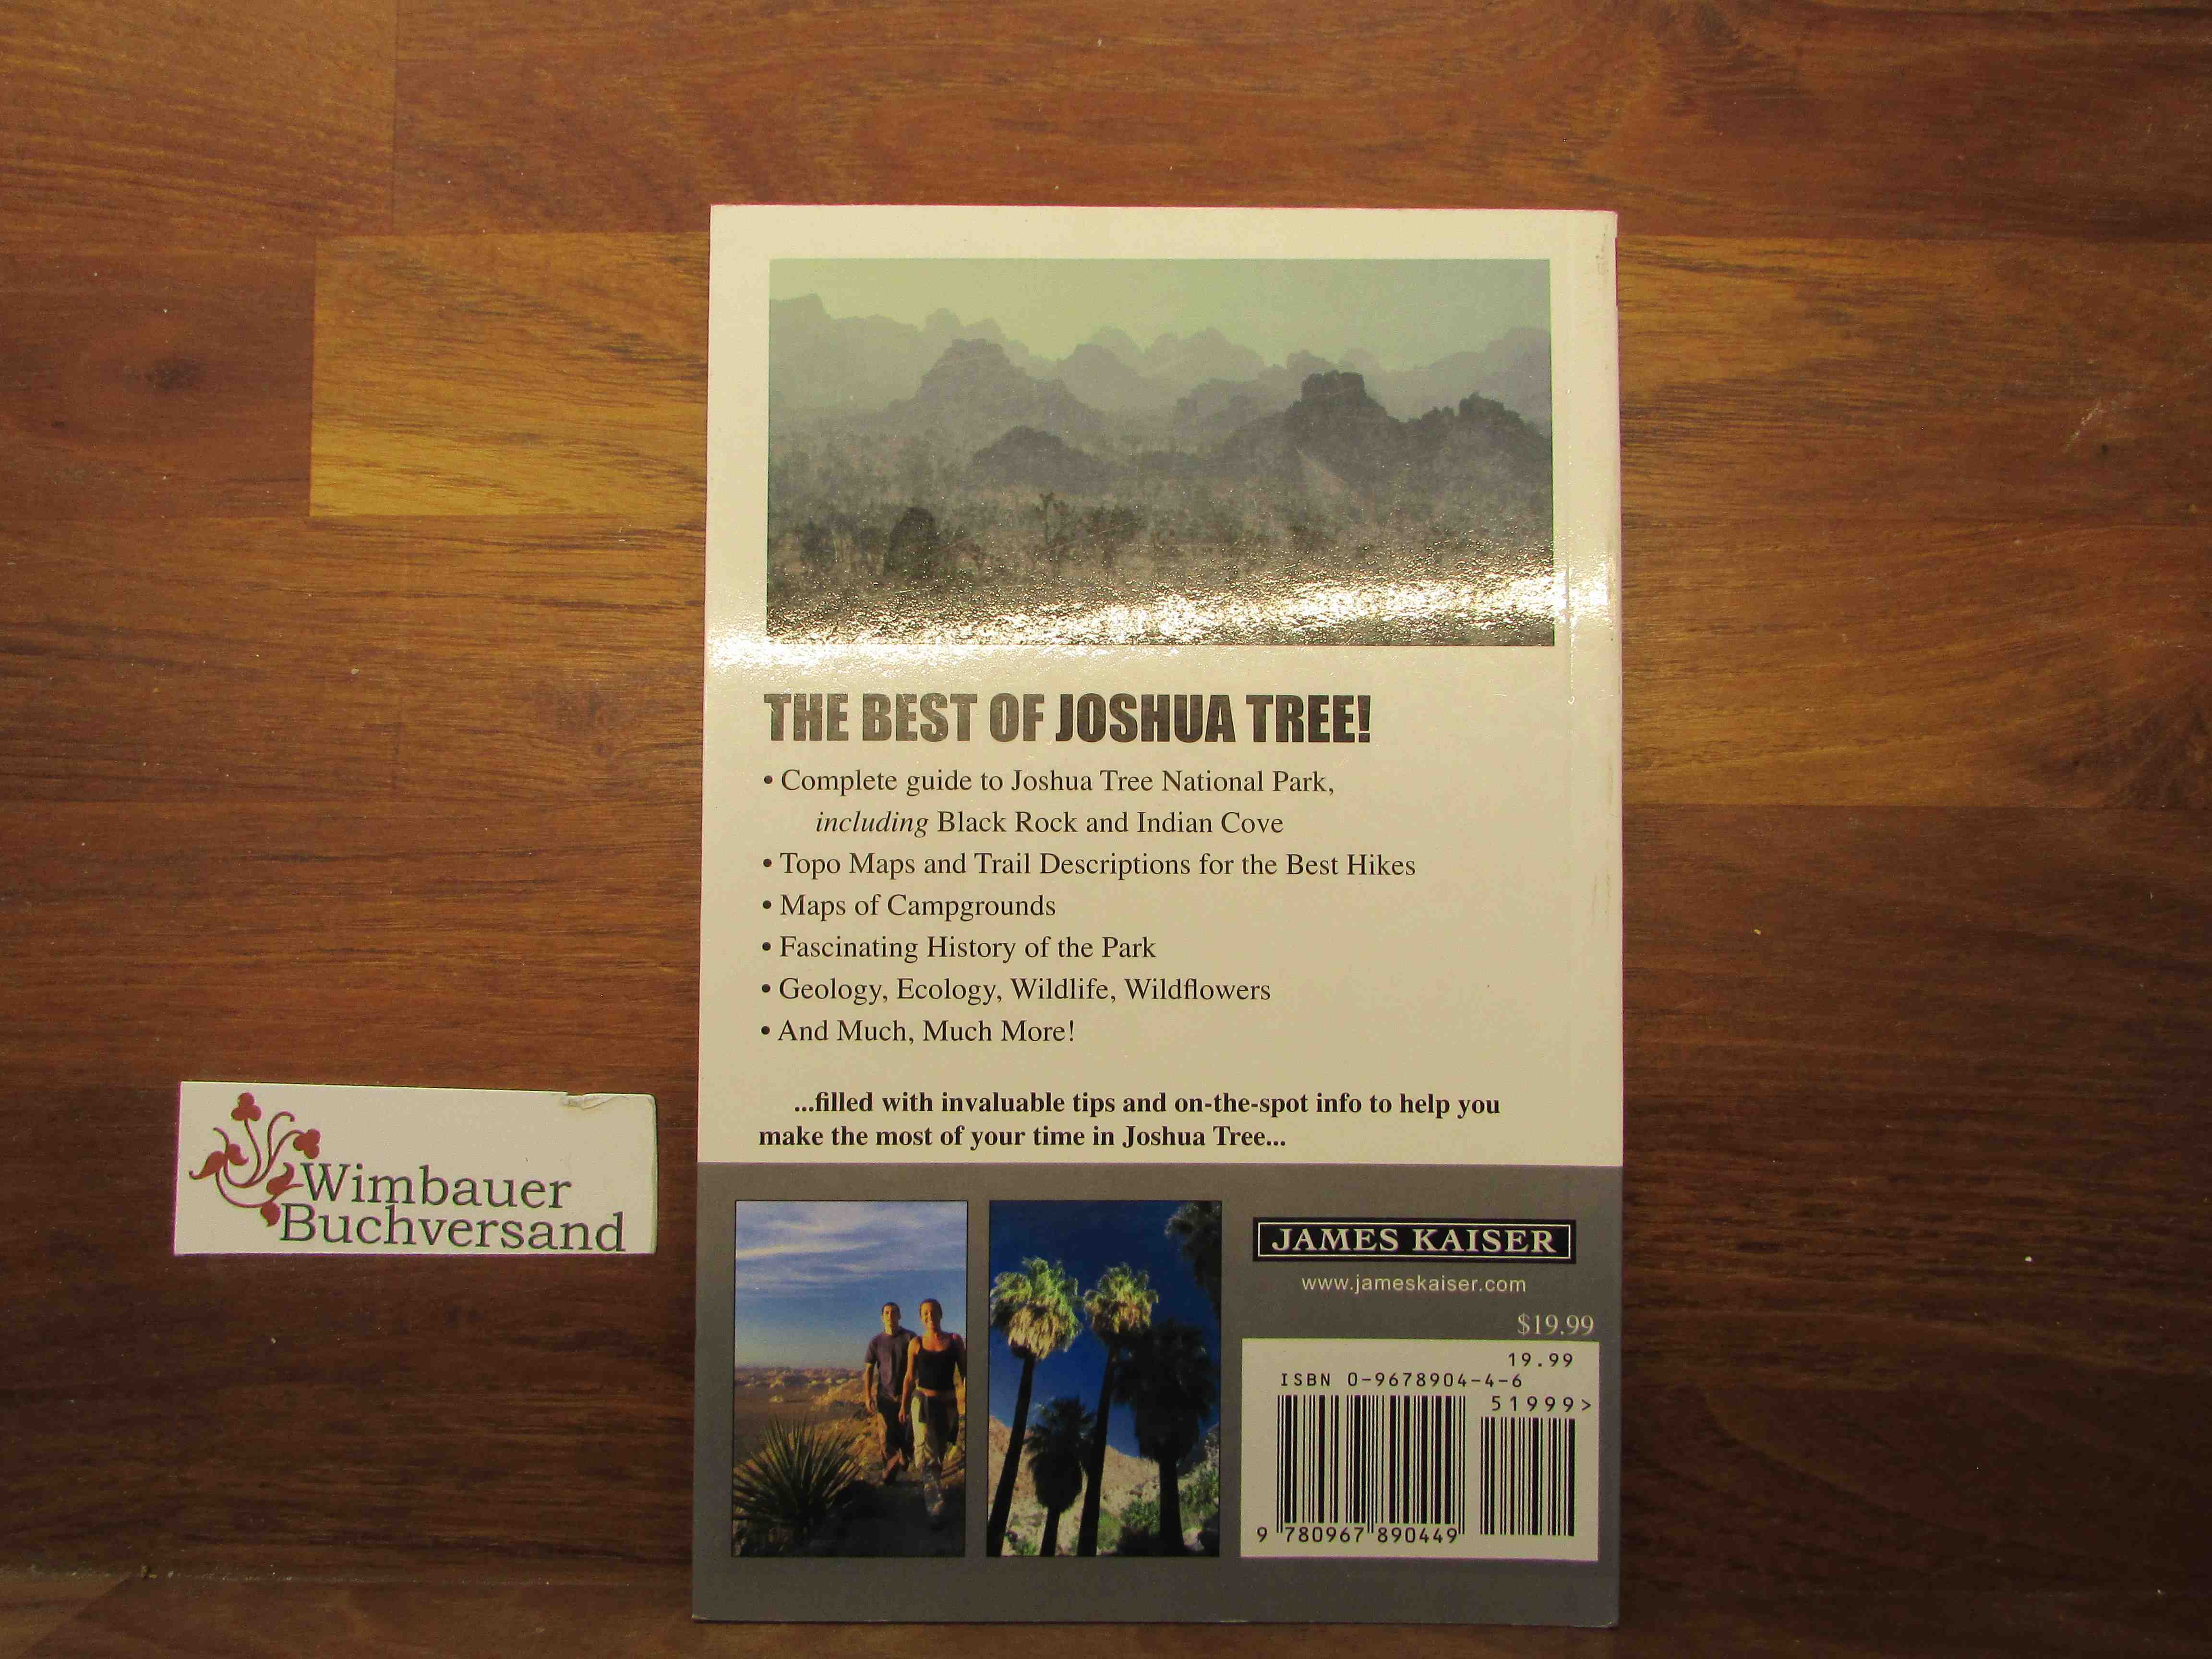 THE BEST OF JOSHUA TREE!
• Complete guide to Joshua Tree National Park,
including Black Rock and Indian Cove
• Topo Maps and Trail Descriptions for the Best Hikes
• Maps of Campgrounds
• Fascinating History of the Park
• Geology, Ecology, Wildlife, Wildflowers
• And Much, Much More!
...filled with invaluable tips and on-the-spot info to help you
make the most of your time in Joshua Tree...
Wimbauer
Buchversand
JAMES KAISER
www.jameskaiser.com
$19.99
19.99
ISBN 0-9678904-4-6
51999>
9 780967 890449